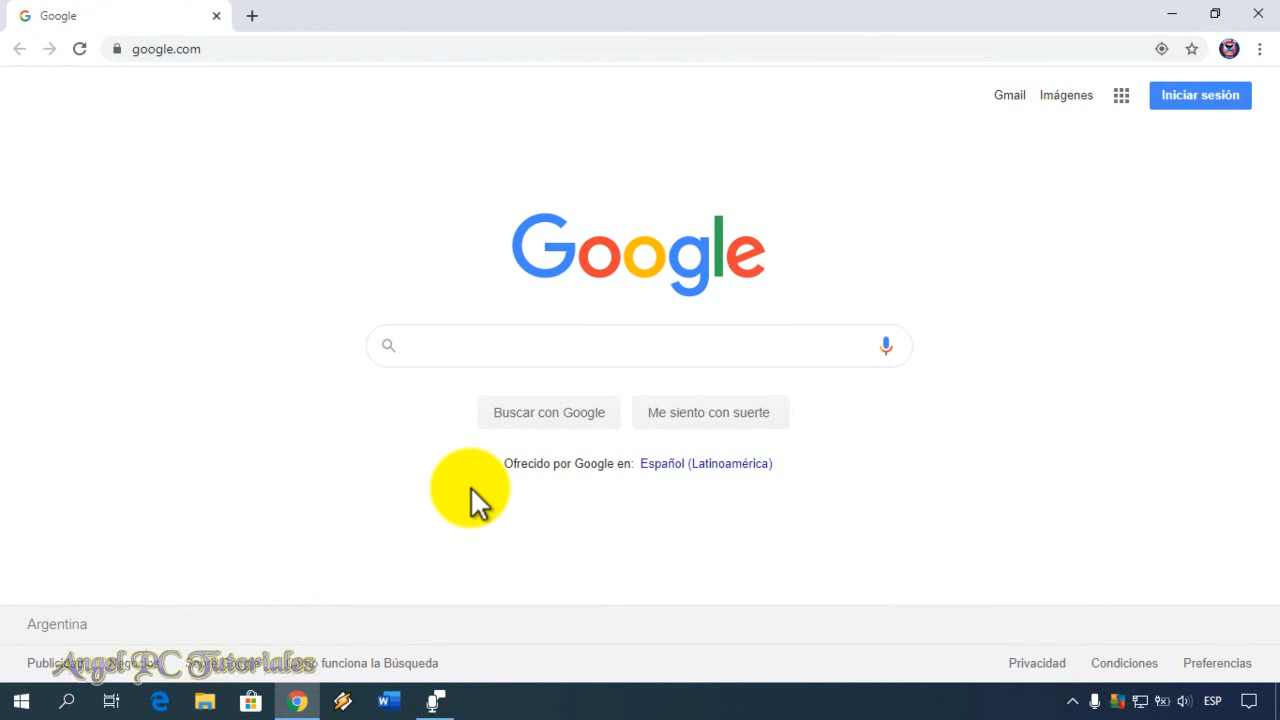 Google
google.com
Gmail Imágenes Iniciar sesión
Google
Buscar con Google Me siento con suerte
Ofrecido por Google en: Español (Latinoamérica)
Argentina
Angel PC Tutoriales
funciona la Búsqueda
Privacidad Condiciones Preferencias
ESP